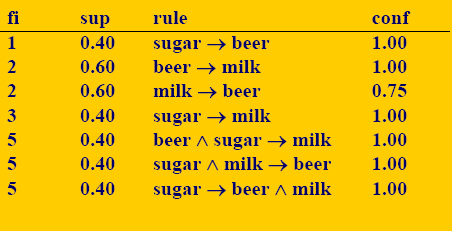 fi sup rule conf
1 0.40 sugar → beer 1.00
2 0.60 beer → milk 1.00
2 0.60 milk → beer 0.75
3 0.40 sugar → milk 1.00
5 0.40 beer ∧ sugar → milk 1.00
5 0.40 sugar ∧ milk → beer 1.00
5 0.40 sugar → beer ∧ milk 1.00